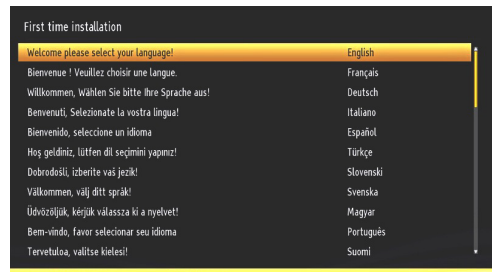 First time installation
Welcome please select your language! English
Bienvenue ! Veuillez choisir une langue. Français
Willkommen, Wählen Sie bitte Ihre Sprache aus! Deutsch
Benvenuti, Selezionate la vostra lingua! Italiano
Bienvenido, seleccione un idioma Español
Hoş geldiniz, lütfen dil seçimini yapınız! Türkçe
Dobrodošli, izberite vaš jezik! Slovenski
Välkommen, välj ditt språk! Svenska
Üdvözöljük, kérjük válassza ki a nyelvet! Magyar
Bem-vindo, favor selecionar seu idioma Português
Tervetuloa, valitse kielesi! Suomi